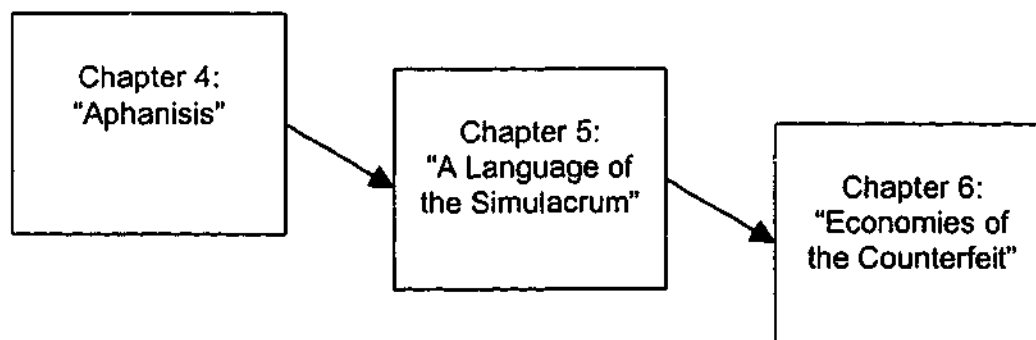 Chapter 4:
“Aphanisis”
Chapter 5:
“A Language of
the Simulacrum”
Chapter 6:
“Economies of
the Counterfeit”